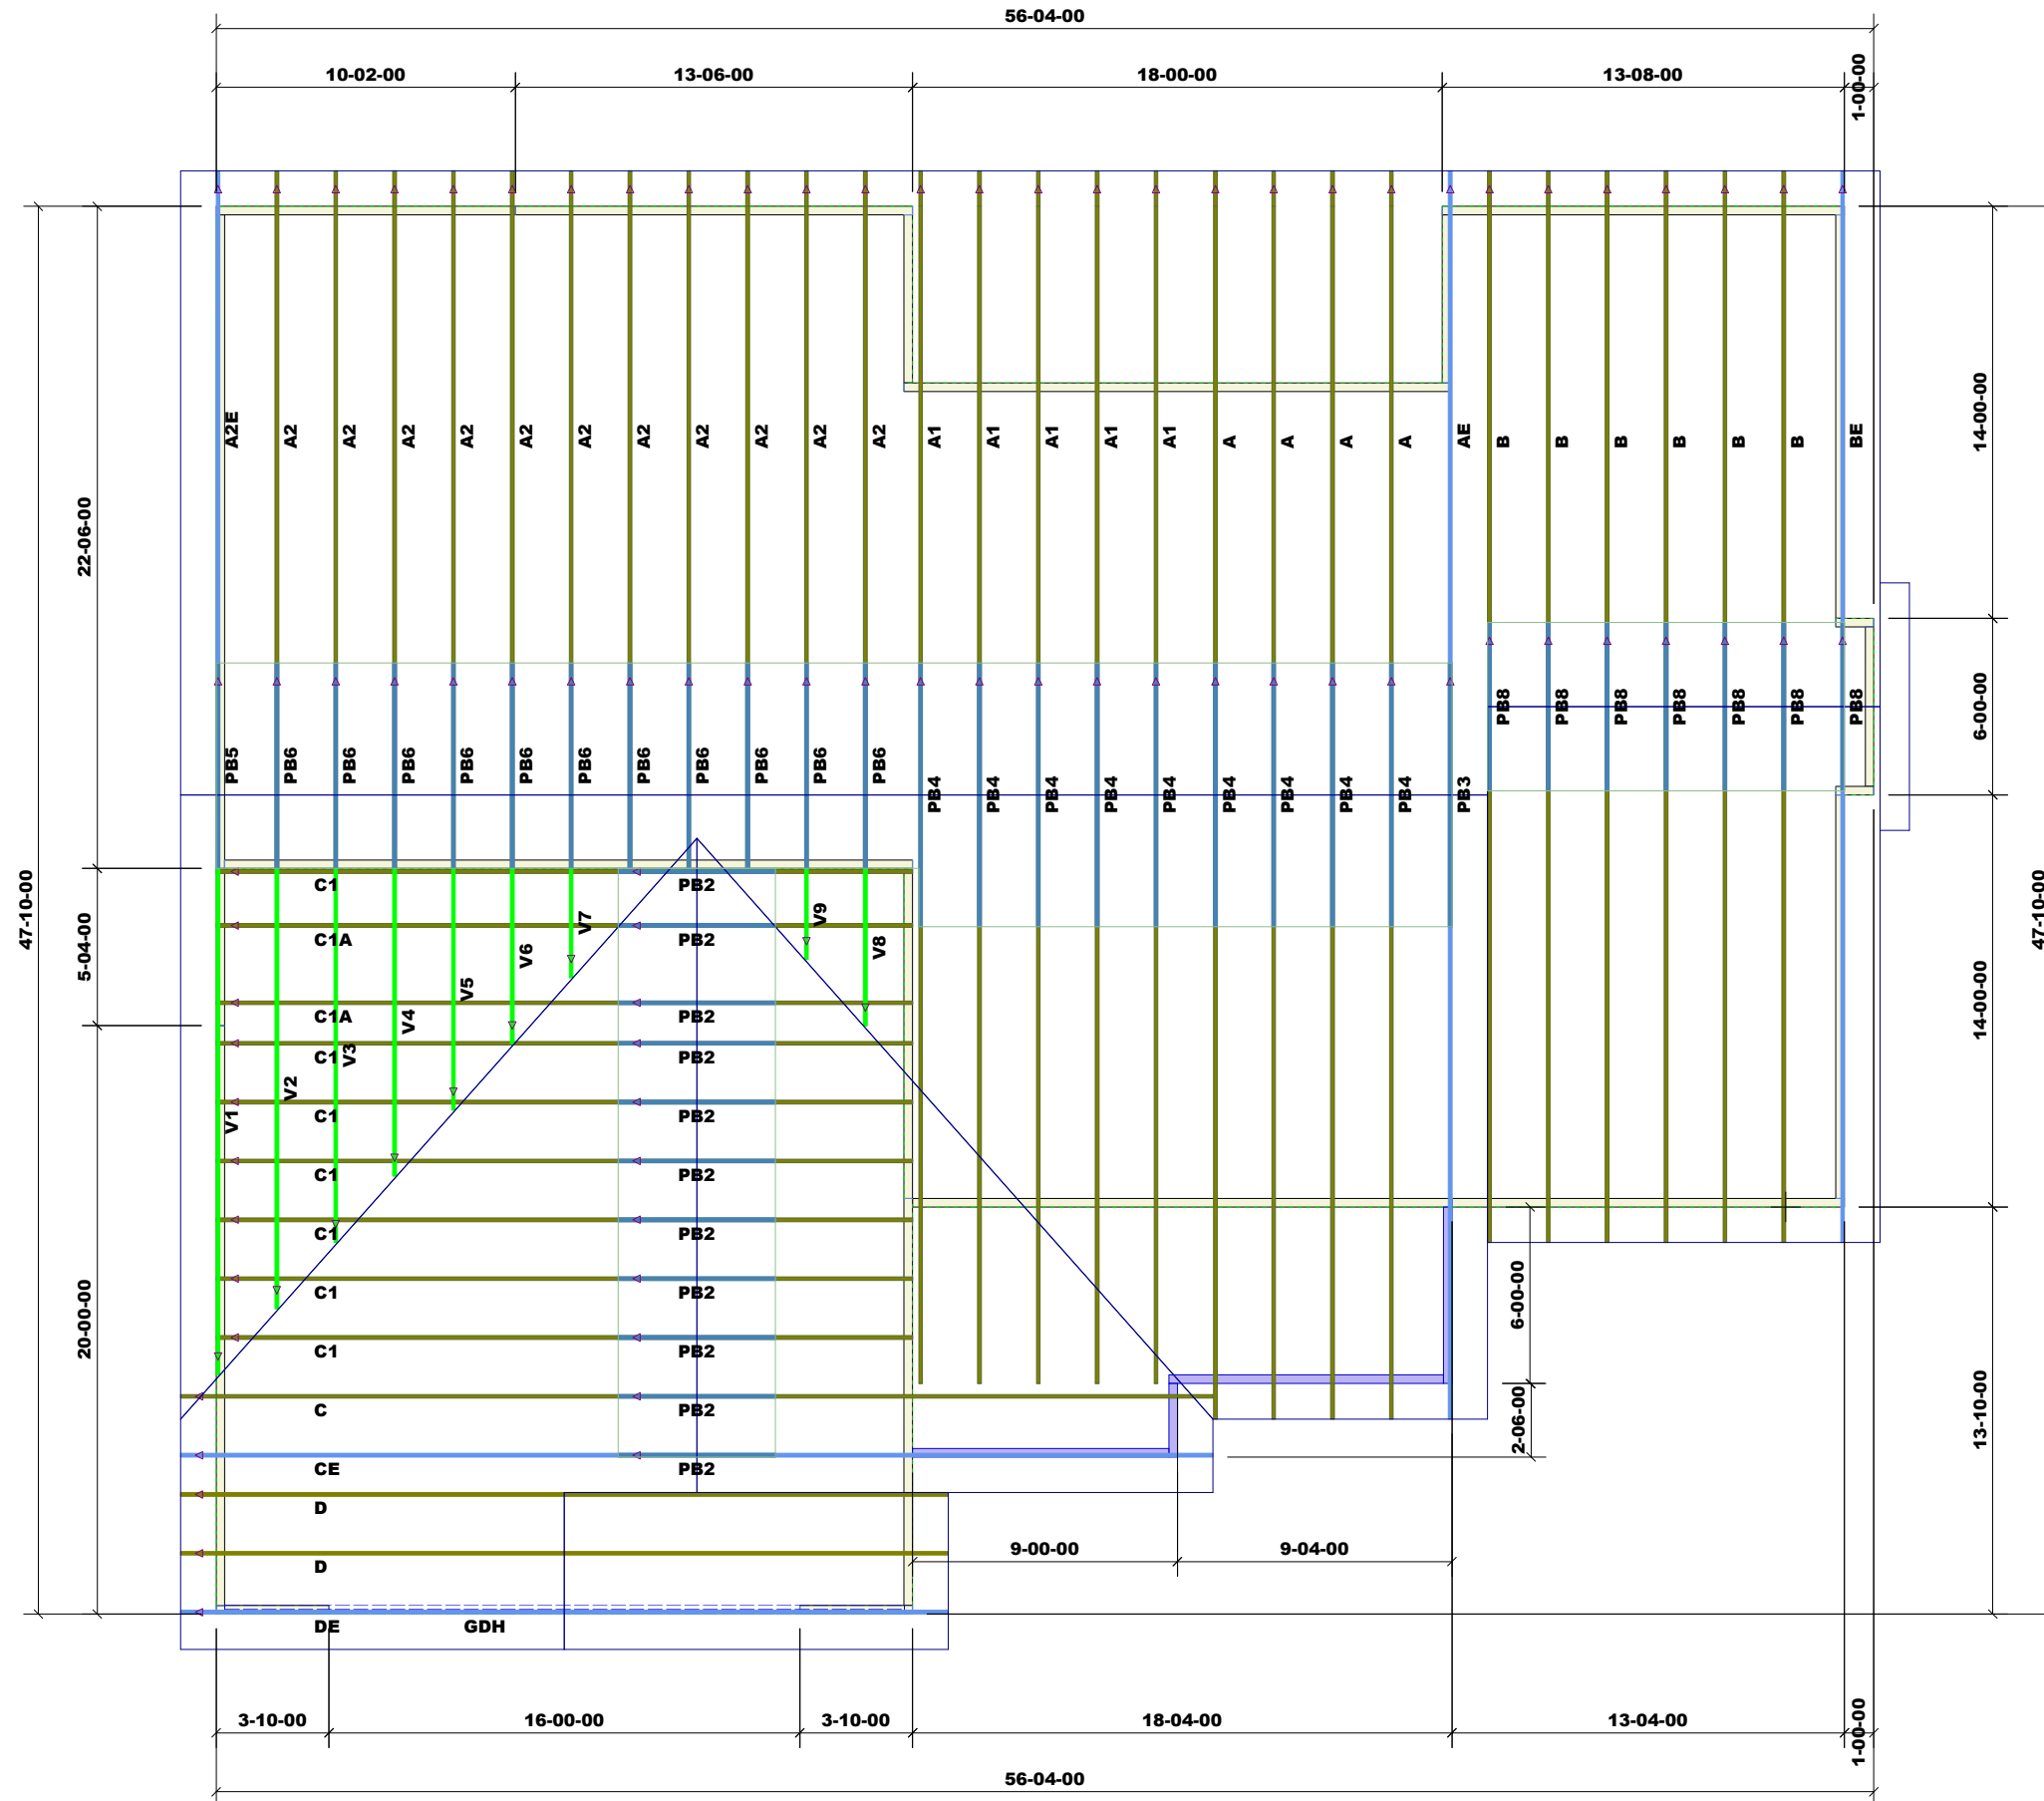 56-04-00
10-02-00 13-06-00 18-00-00 13-08-00 1-00-00
A2E A2 A2 A2 A2 A2 A2 A2 A2 A2 A2 A2 A1 A1 A1 A1 A1 A A A A AE B B B B B B BE
14-00-00
22-06-00
PB8 PB8 PB8 PB8 PB8 PB8 PB8
6-00-00
PB5 PB6 PB6 PB6 PB6 PB6 PB6 PB6 PB6 PB6 PB6 PB6 PB4 PB4 PB4 PB4 PB4 PB4 PB4 PB4 PB4 PB3
47-10-00
47-10-00
5-04-00
14-00-00
C1 PB2
V9
V7
C1A PB2
V8
V6
V5
C1A PB2
V4
C1 PB2
V3
V2
C1 PB2
V1
C1 PB2
C1 PB2
C1 PB2
6-00-00
20-00-00
C1 PB2
C PB2
2-06-00
13-10-00
CE PB2
D
9-00-00 9-04-00
D
DE GDH
3-10-00 16-00-00 3-10-00 18-04-00 13-04-00 1-00-00
56-04-00